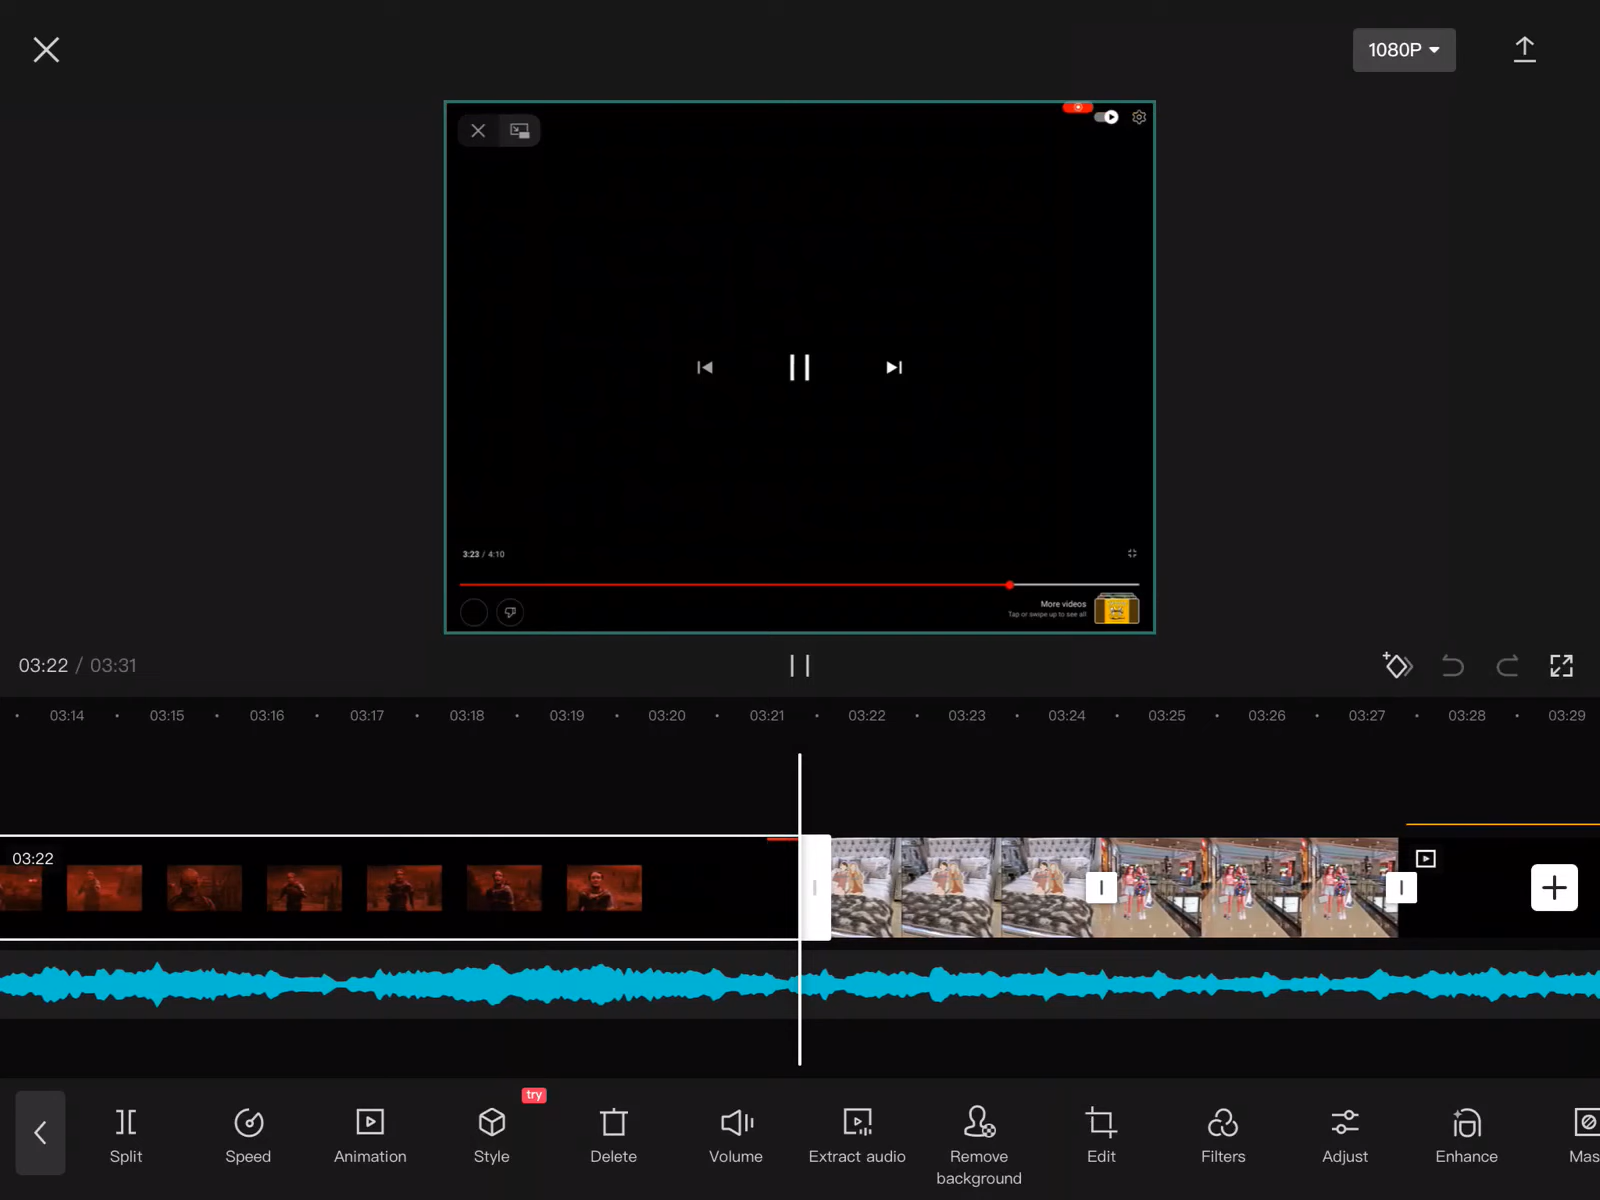 1080P
3:23 / 4:10
More videos
Tap or swipe up to see all
03:22 / 03:31
03:14 03:15 03:16 03:17 03:18 03:19 03:20 03:21 03:22 03:23 03:24 03:25 03:26 03:27 03:28 03:29
03:22
try
Split Speed Animation Style Delete Volume Extract audio Remove background Edit Filters Adjust Enhance Mas